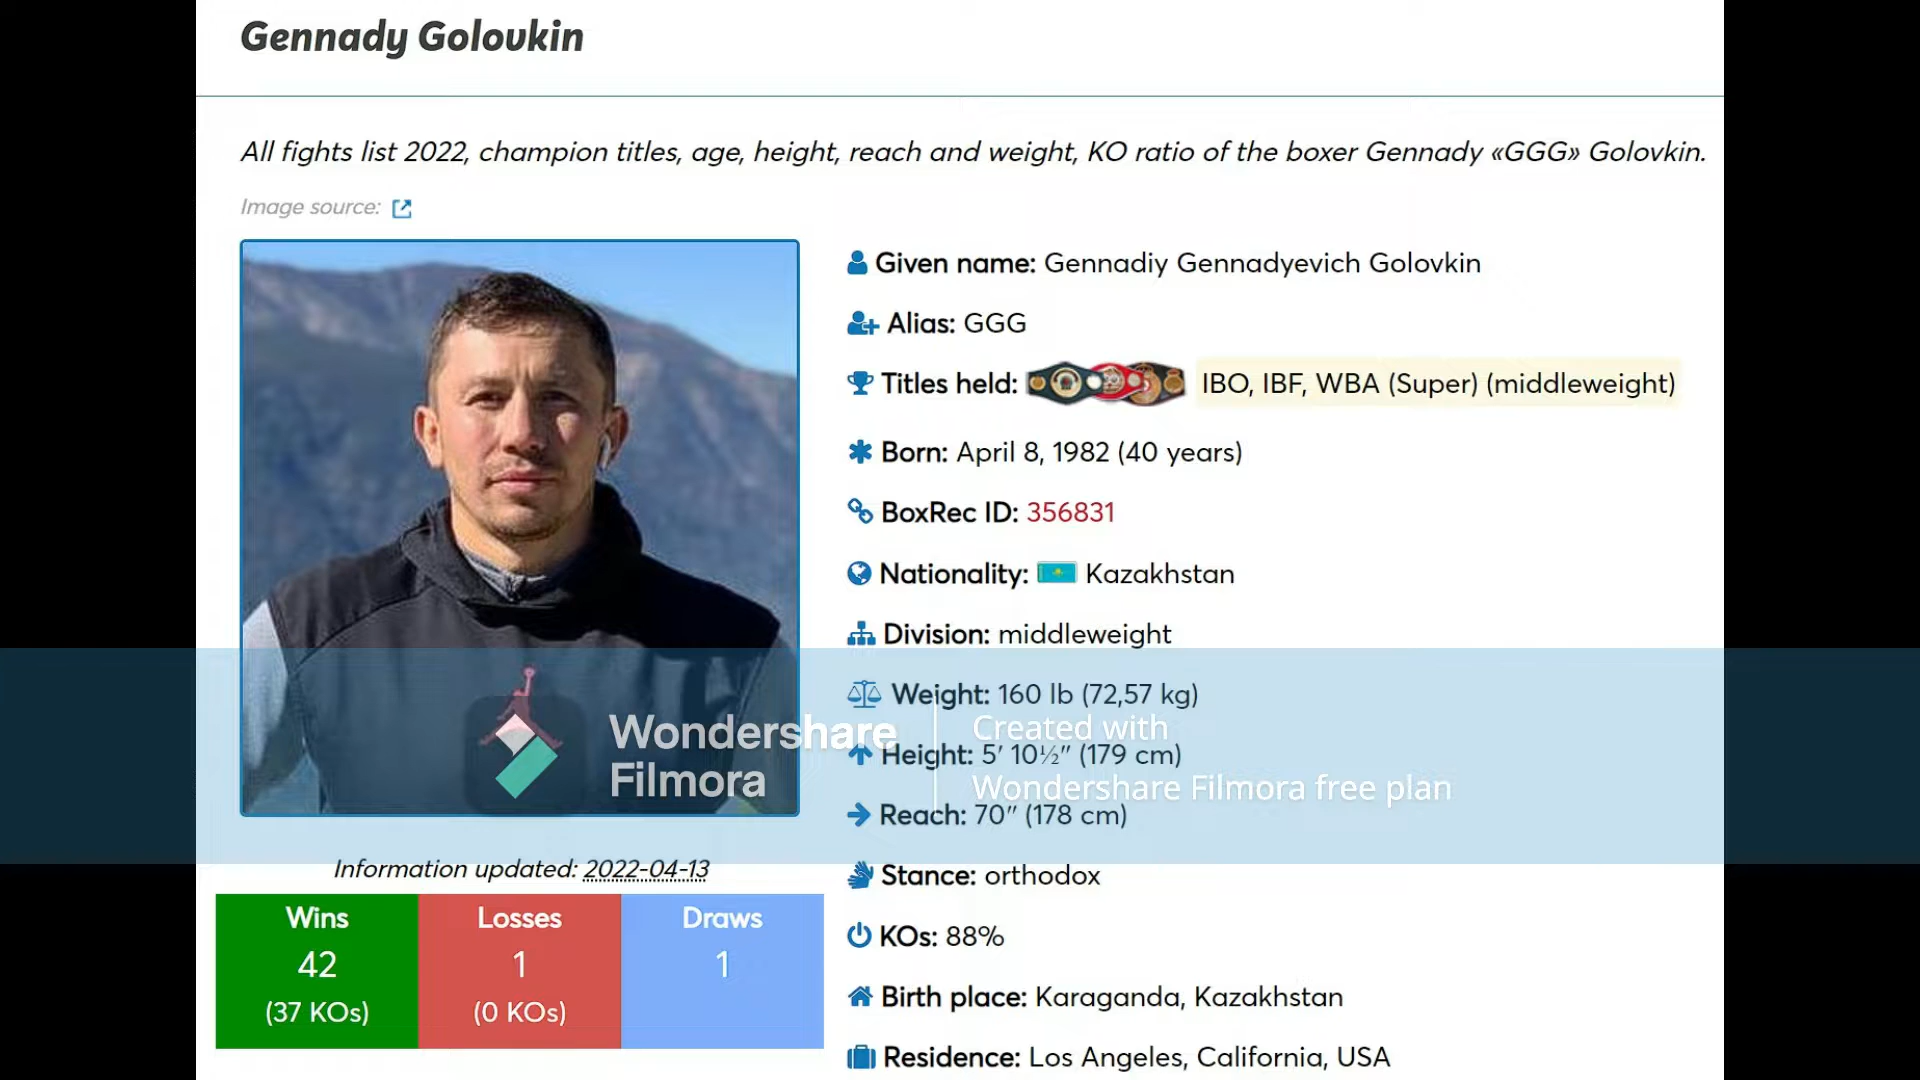 Gennady Golovkin
All fights list 2022, champion titles, age, height, reach and weight, KO ratio of the boxer Gennady «GGG» Golovkin.
Image source:
Given name: Gennadiy Gennadyevich Golovkin
Alias: GGG
Titles held: IBO, IBF, WBA (Super) (middleweight)
Born: April 8, 1982 (40 years)
BoxRec ID: 356831
Nationality: Kazakhstan
Division: middleweight
Weight: 160 lb (72,57 kg)
Height: 5′ 10½″ (179 cm)
Reach: 70″ (178 cm)
Stance: orthodox
KOs: 88%
Birth place: Karaganda, Kazakhstan
Residence: Los Angeles, California, USA
Wondershare
Filmora
Created with
Wondershare Filmora free plan
Information updated: 2022-04-13
Wins Losses Draws
42 1 1
(37 KOs) (0 KOs)